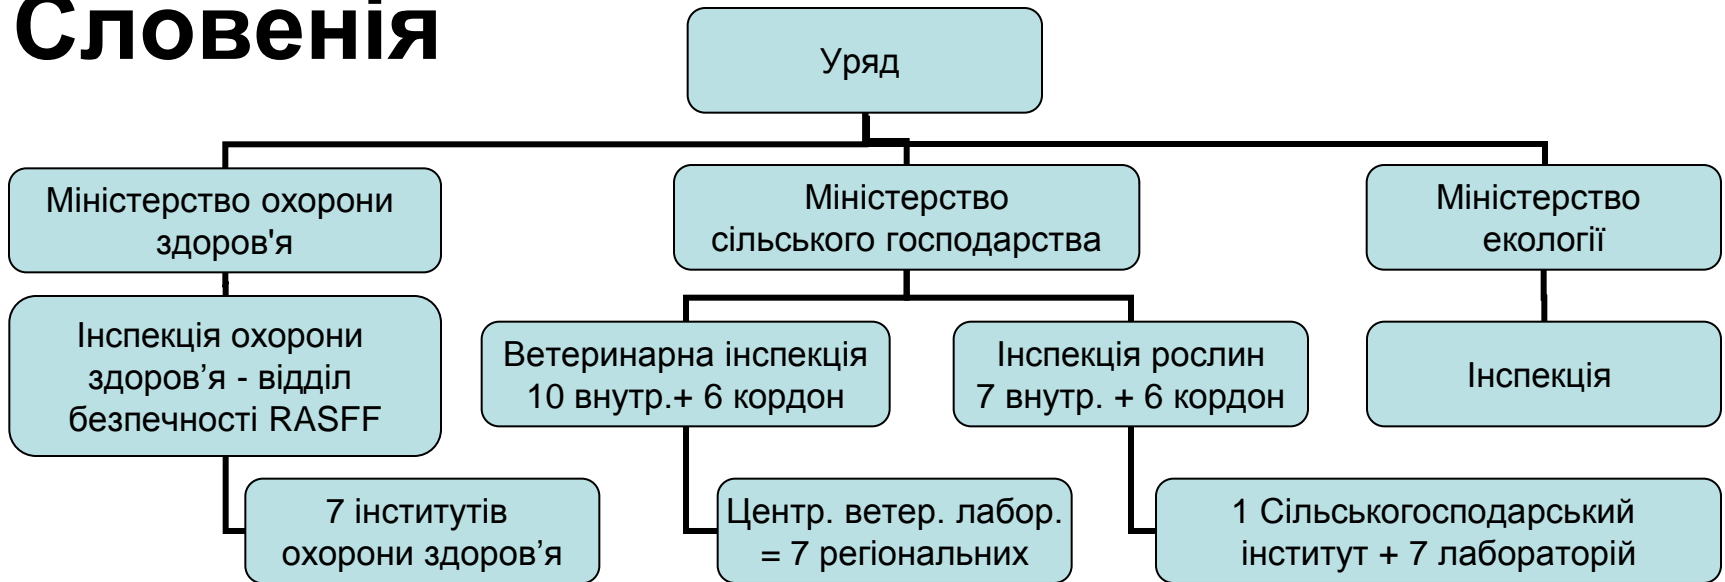 Словенія
Уряд
Міністерство охорони
здоров'я
Міністерство
сільського господарства
Міністерство
екології
Інспекція охорони
здоров’я - відділ
безпечності RASFF
Ветеринарна інспекція
10 внутр.+ 6 кордон
Інспекція рослин
7 внутр. + 6 кордон
Інспекція
7 інститутів
охорони здоров’я
Центр. ветер. лабор.
= 7 регіональних
1 Сільськогосподарський
інститут + 7 лабораторій